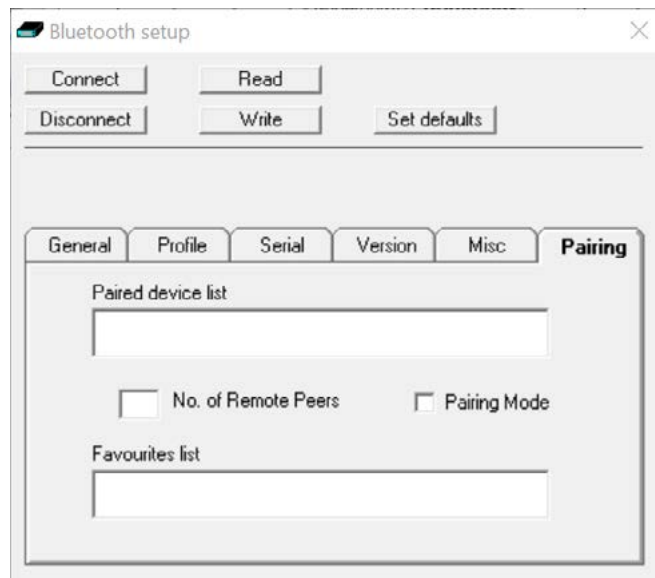 Bluetooth setup
Connect Read
Disconnect Write Set defaults
General Profile Serial Version Misc Pairing
Paired device list
No. of Remote Peers Pairing Mode
Favourites list